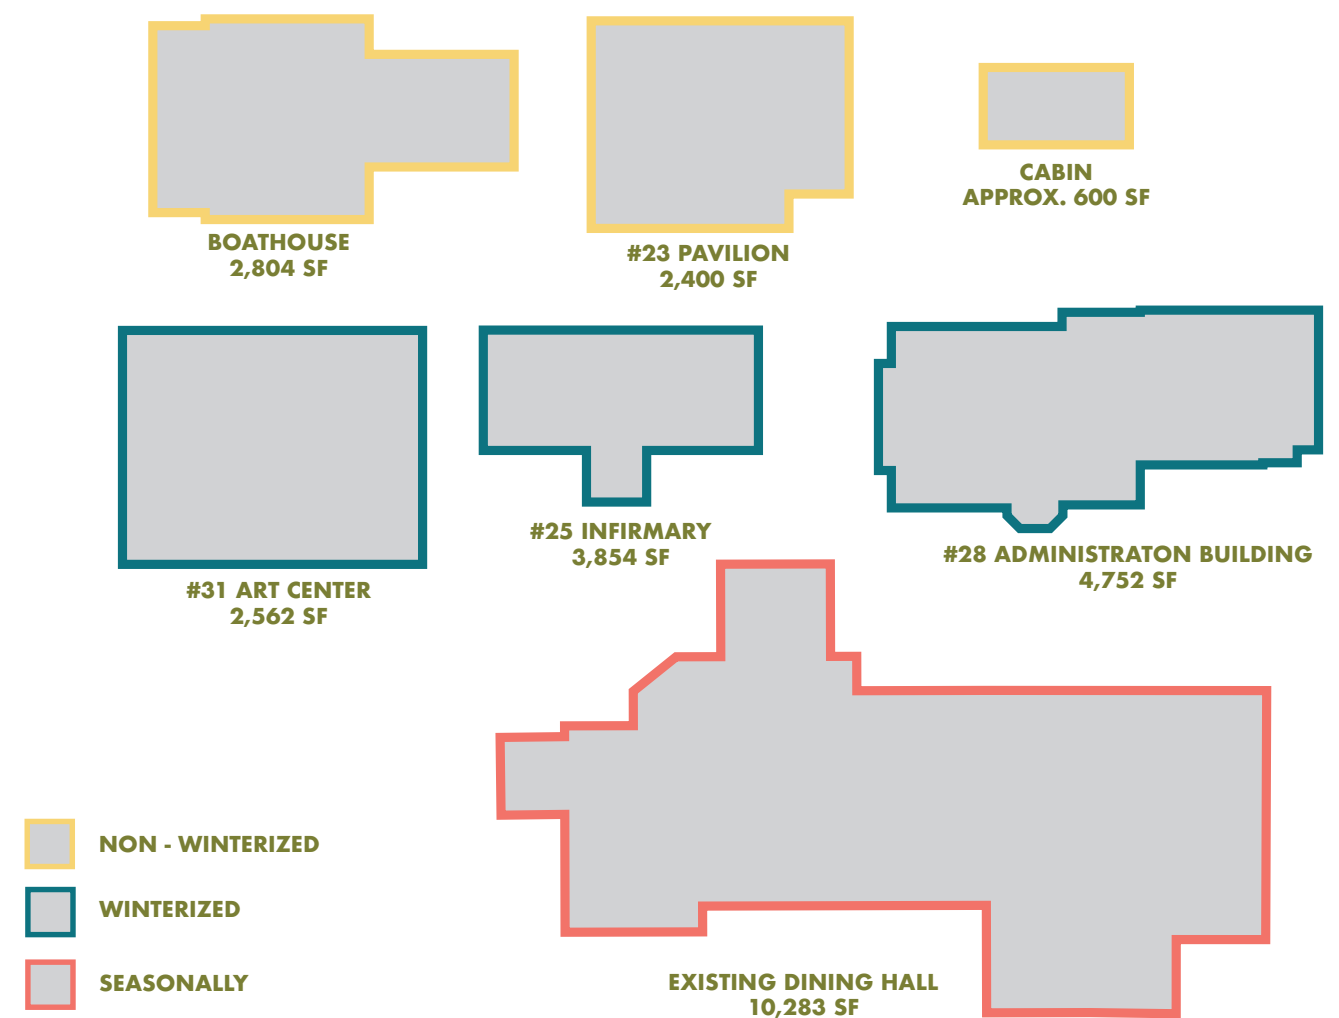 BOATHOUSE
2,804 SF
#23 PAVILION
2,400 SF
CABIN
APPROX. 600 SF
#31 ART CENTER
2,562 SF
#25 INFIRMARY
3,854 SF
#28 ADMINISTRATON BUILDING
4,752 SF
NON - WINTERIZED
WINTERIZED
SEASONALLY
EXISTING DINING HALL
10,283 SF